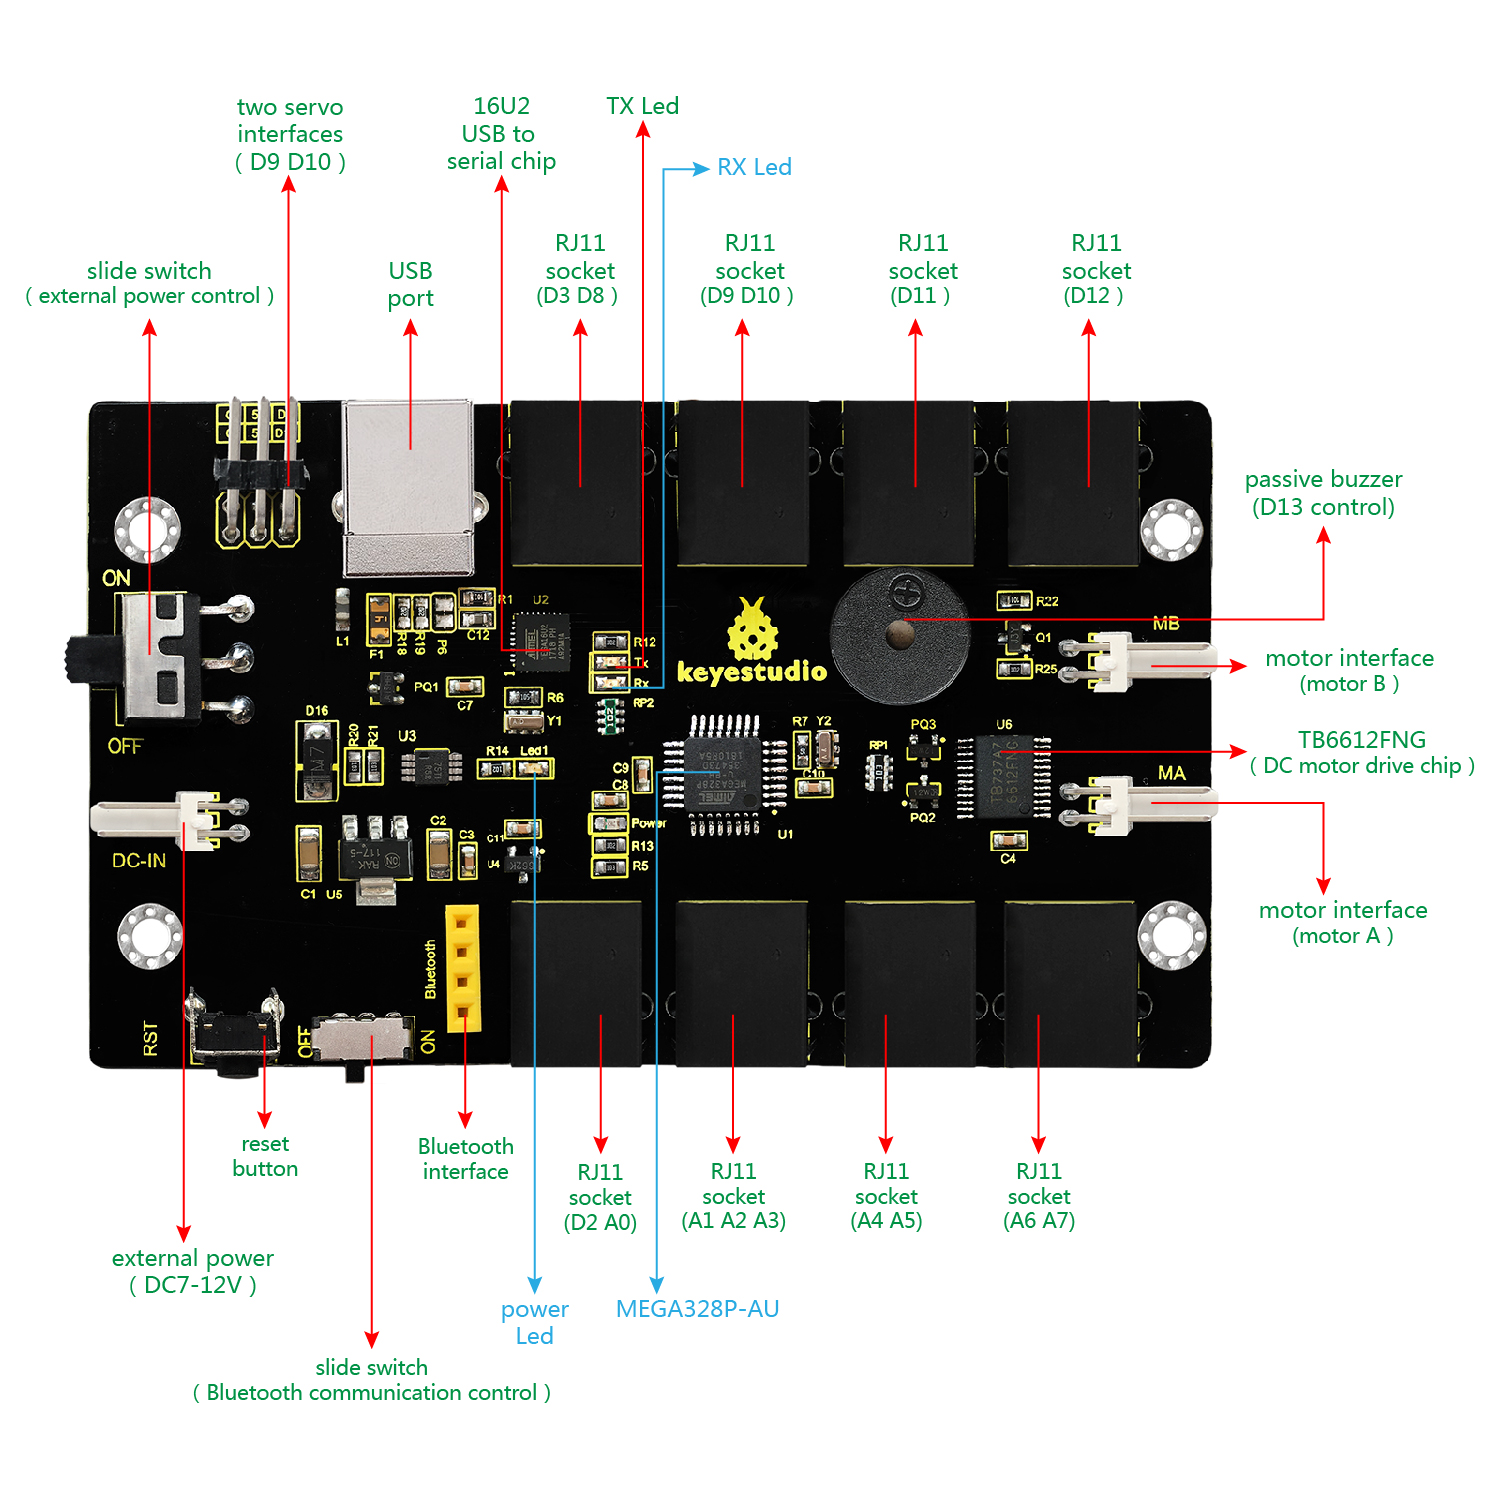 two servo
interfaces
( D9 D10 )
16U2
USB to
serial chip
TX Led
RX Led
slide switch
( external power control )
USB
port
RJ11
socket
(D3 D8 )
RJ11
socket
(D9 D10 )
RJ11
socket
(D11 )
RJ11
socket
(D12 )
passive buzzer
(D13 control)
motor interface
(motor B )
TB6612FNG
( DC motor drive chip )
motor interface
(motor A )
ON
OFF
L1
F1
R18
R19
P6
R1
C12
U2
R12
Tx
Rx
RP2
keyestudio
R22
Q1
R25
MB
PQ1
C7
R6
Y1
D16
R20
R21
U3
R14
Led1
C9
C8
Power
R13
R5
ATMEL
MEGA328P
U1
R7
Y2
C10
RP1
PQ3
PQ2
U6
TB737A7
6612FNG
C4
MA
DC-IN
C1
U5
C2
C3
C11
U4
Bluetooth
RST
OFF
ON
reset
button
Bluetooth
interface
RJ11
socket
(D2 A0)
RJ11
socket
(A1 A2 A3)
RJ11
socket
(A4 A5)
RJ11
socket
(A6 A7)
external power
( DC7-12V )
power
Led
MEGA328P-AU
slide switch
( Bluetooth communication control )